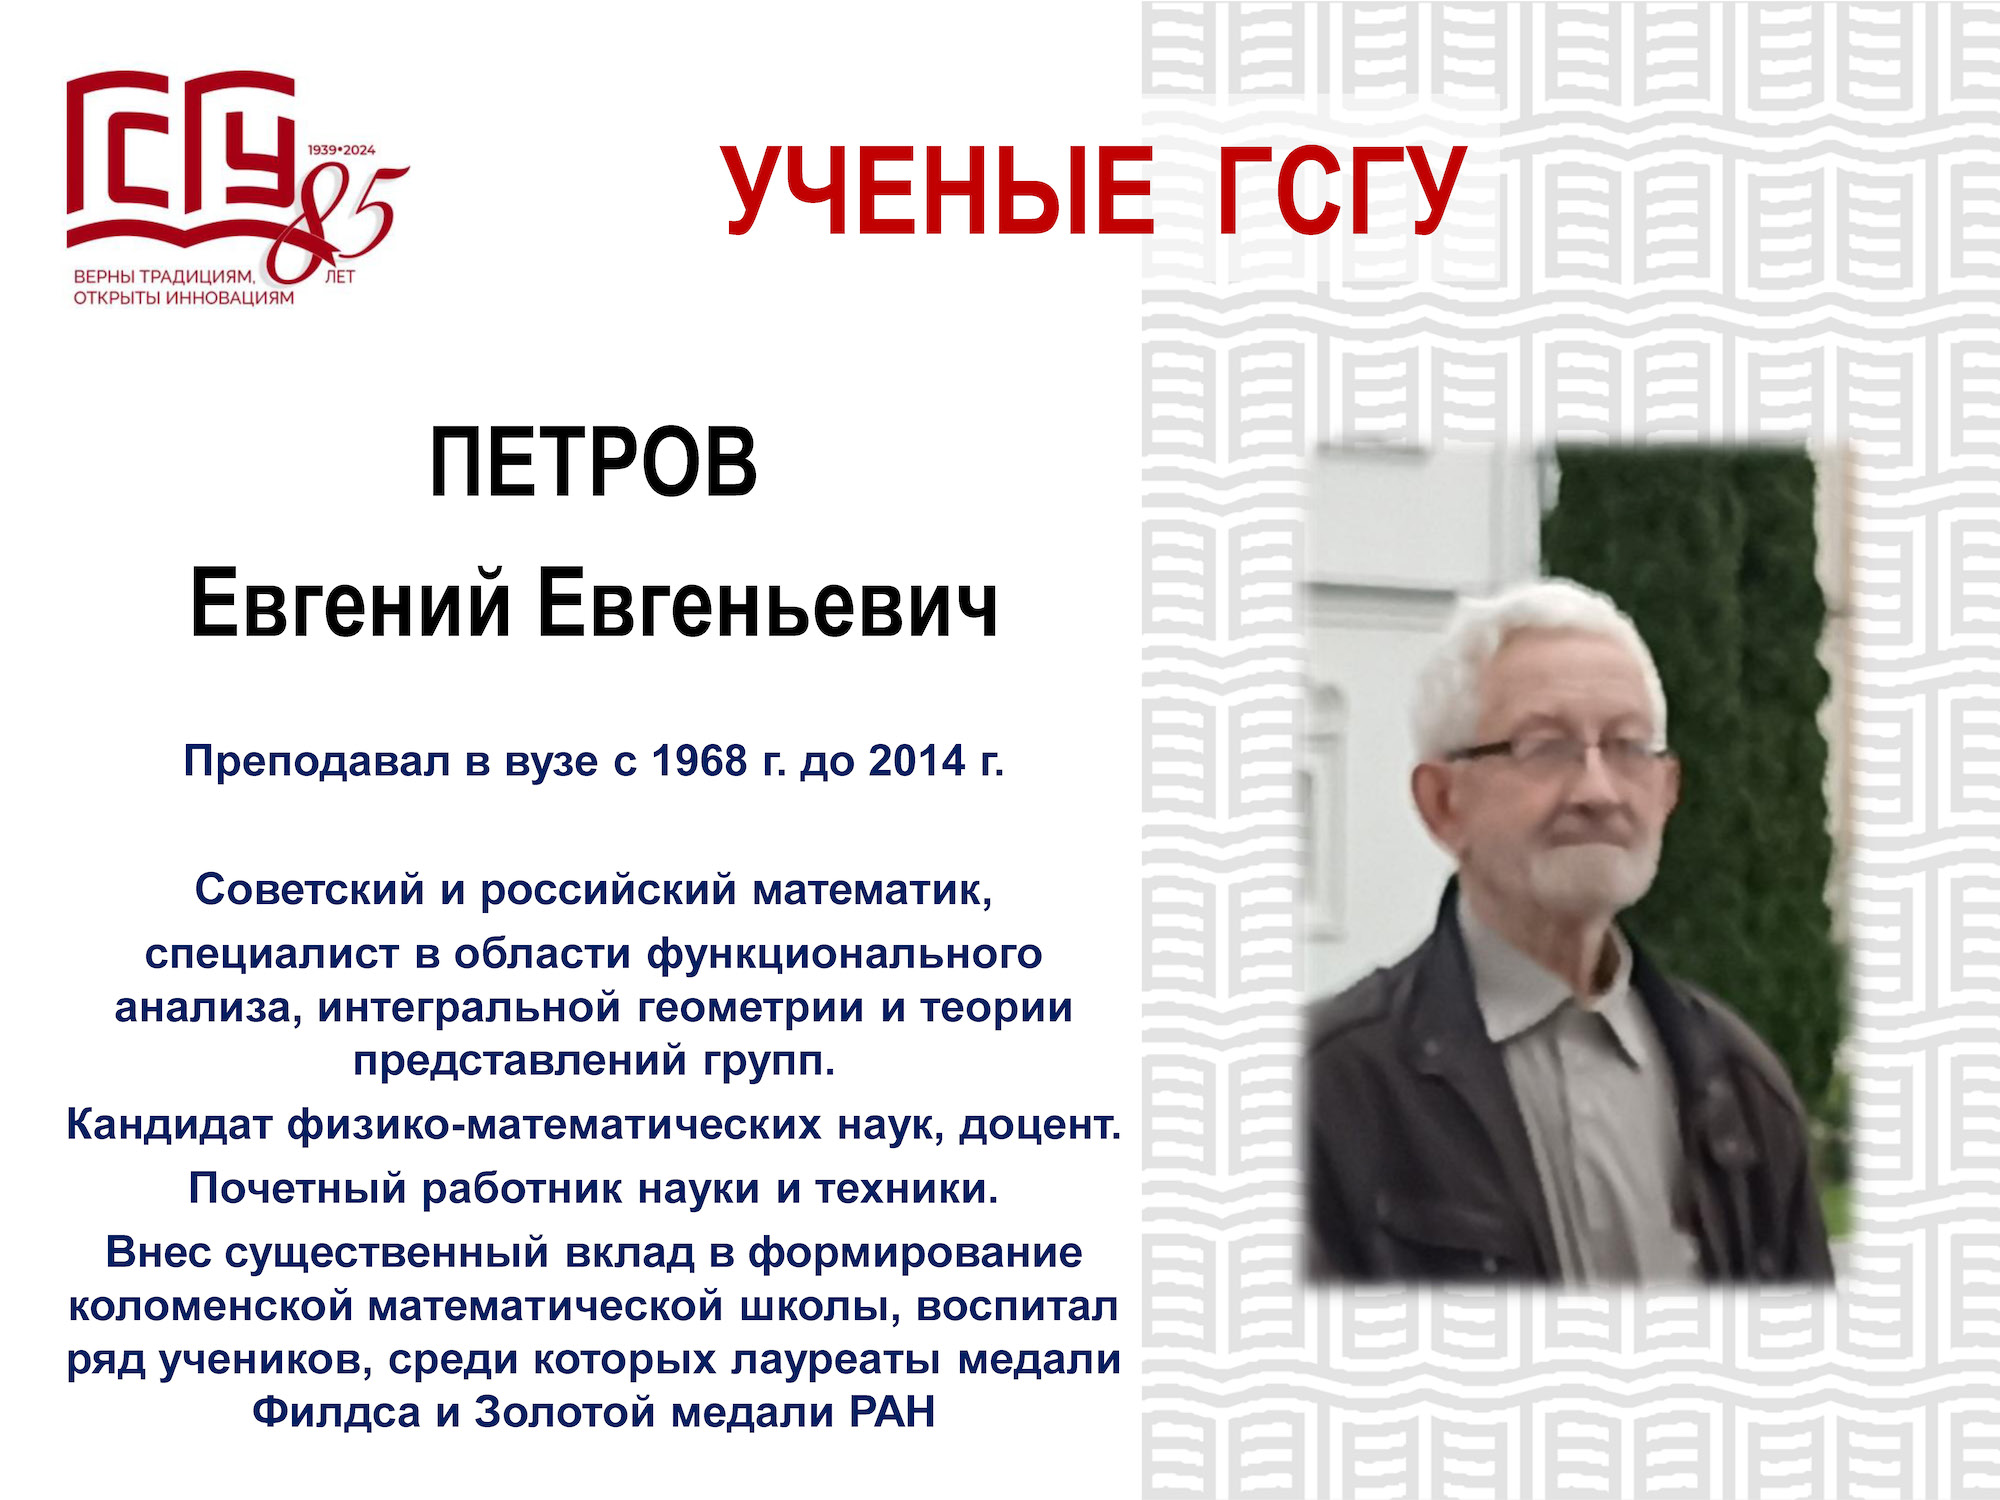 ГСГУ
1939•2024
85
ВЕРНЫ ТРАДИЦИЯМ, ЛЕТ
ОТКРЫТЫ ИННОВАЦИЯМ
УЧЕНЫЕ ГСГУ
ПЕТРОВ
Евгений Евгеньевич
Преподавал в вузе с 1968 г. до 2014 г.
Советский и российский математик,
специалист в области функционального
анализа, интегральной геометрии и теории
представлений групп.
Кандидат физико-математических наук, доцент.
Почетный работник науки и техники.
Внес существенный вклад в формирование
коломенской математической школы, воспитал
ряд учеников, среди которых лауреаты медали
Филдса и Золотой медали РАН